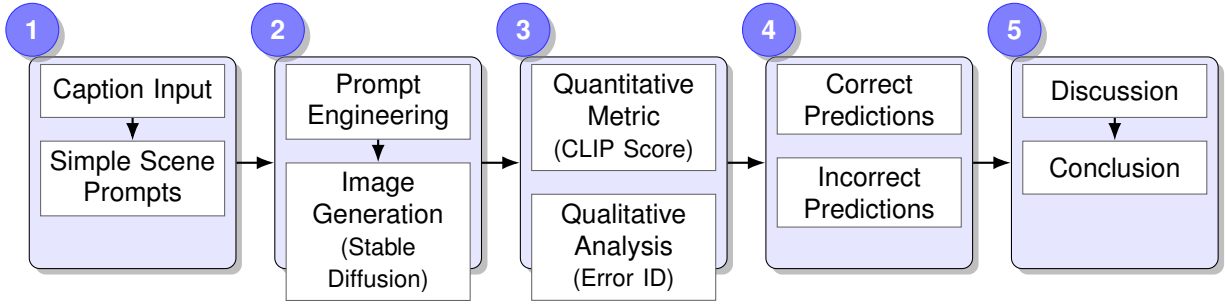 1
Caption Input
Simple Scene
Prompts
2
Prompt
Engineering
Image
Generation
(Stable
Diffusion)
3
Quantitative
Metric
(CLIP Score)
Qualitative
Analysis
(Error ID)
4
Correct
Predictions
Incorrect
Predictions
5
Discussion
Conclusion